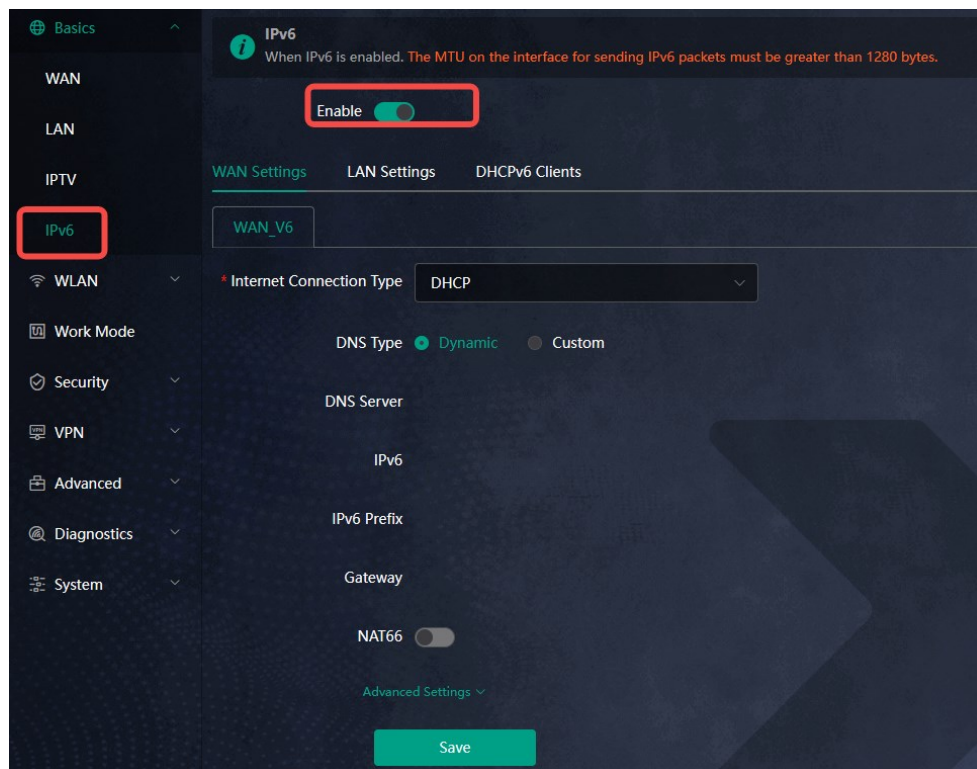 Basics
WAN
LAN
IPTV
IPv6
WLAN
Work Mode
Security
VPN
Advanced
Diagnostics
System
IPv6
When IPv6 is enabled. The MTU on the interface for sending IPv6 packets must be greater than 1280 bytes.
Enable
WAN Settings LAN Settings DHCPv6 Clients
WAN_V6
* Internet Connection Type DHCP
DNS Type Dynamic Custom
DNS Server
IPv6
IPv6 Prefix
Gateway
NAT66
Advanced Settings
Save